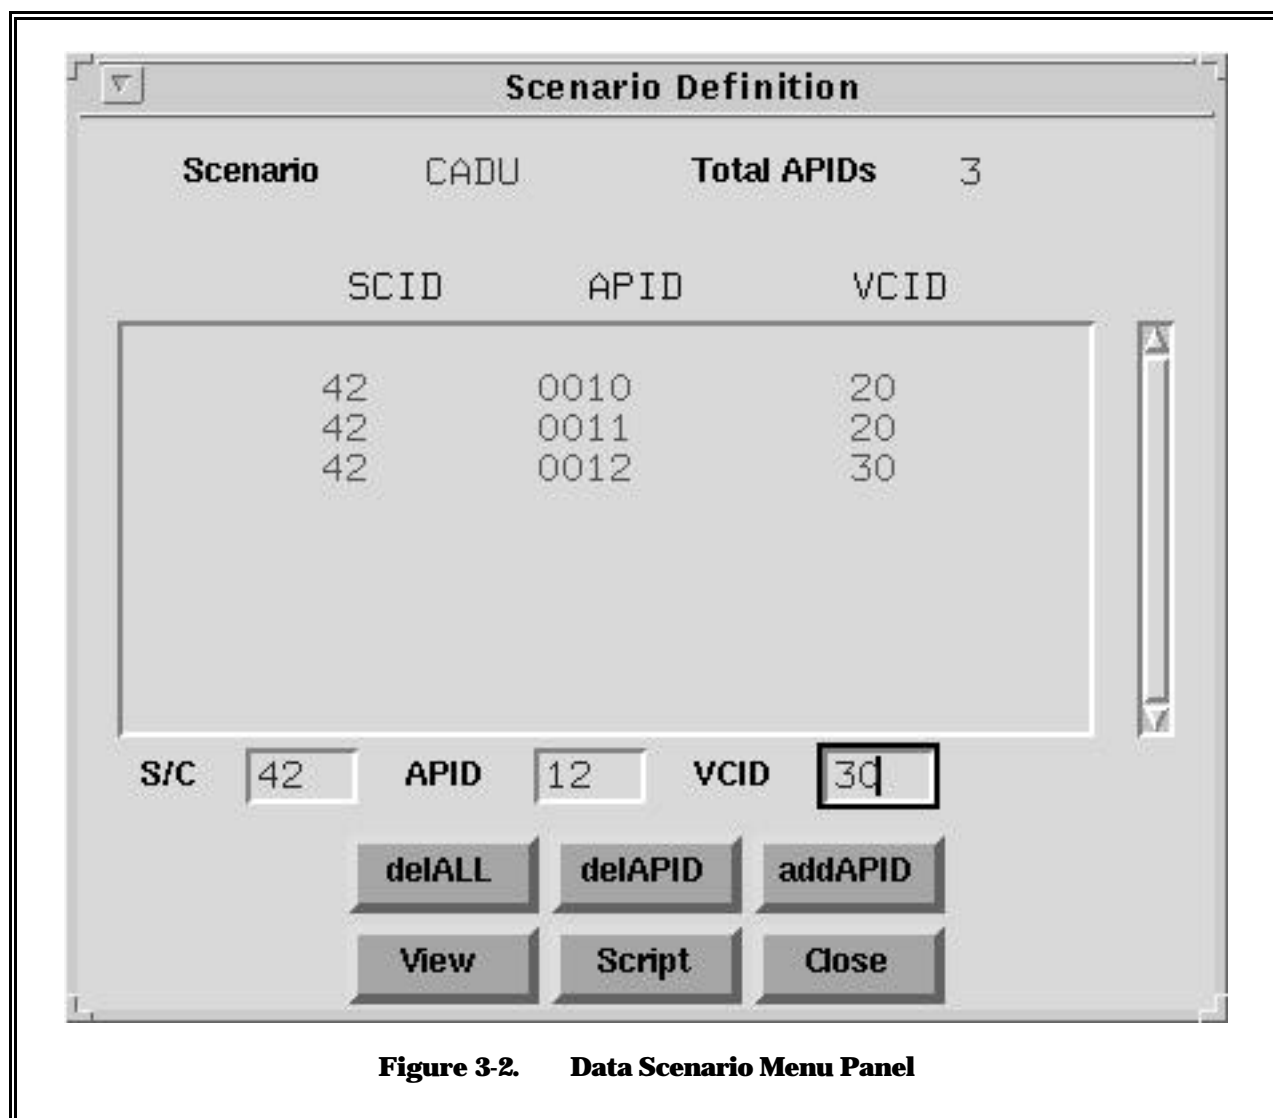 Scenario Definition
Scenario CADU Total APIDs 3
SCID APID VCID
42 0010 20
42 0011 20
42 0012 30
S/C 42 APID 12 VCID 30
delALL delAPID addAPID
View Script Close
Figure 3-2. Data Scenario Menu Panel